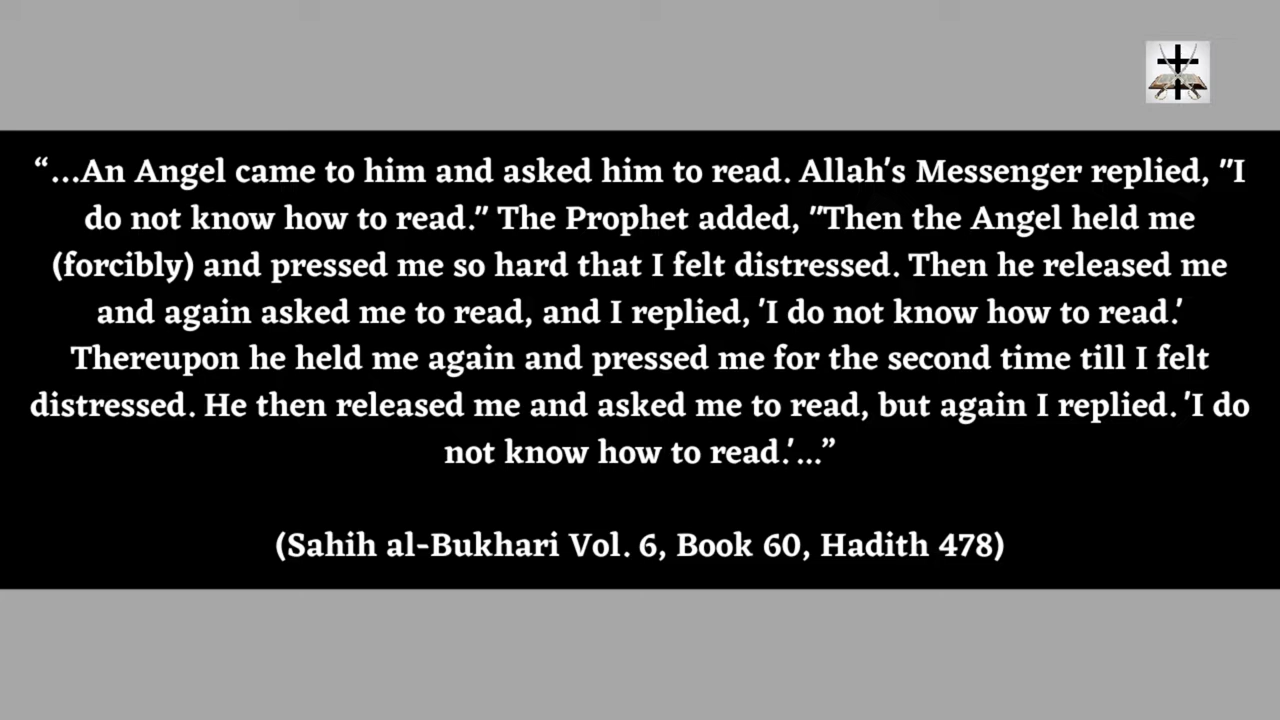 “...An Angel came to him and asked him to read. Allah's Messenger replied, "I
do not know how to read." The Prophet added, "Then the Angel held me
(forcibly) and pressed me so hard that I felt distressed. Then he released me
and again asked me to read, and I replied, 'I do not know how to read.'
Thereupon he held me again and pressed me for the second time till I felt
distressed. He then released me and asked me to read, but again I replied. 'I do
not know how to read.'...”
(Sahih al-Bukhari Vol. 6, Book 60, Hadith 478)